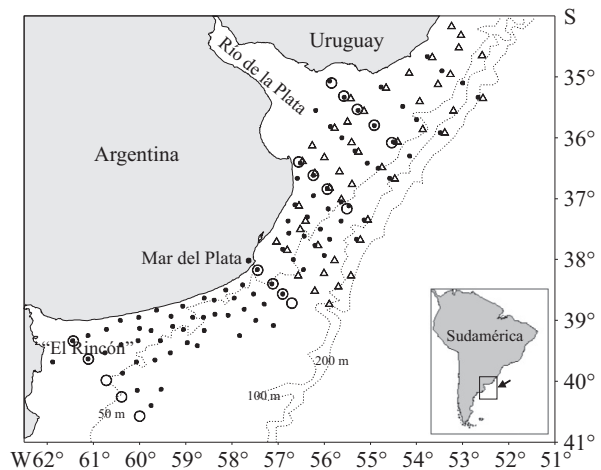 S
Uruguay
Río de la Plata
35°
Argentina
36°
37°
Mar del Plata
38°
39°
"El Rincón"
Sudamérica
200 m
40°
100 m
50 m
41°
W62° 61° 60° 59° 58° 57° 56° 55° 54° 53° 52° 51°